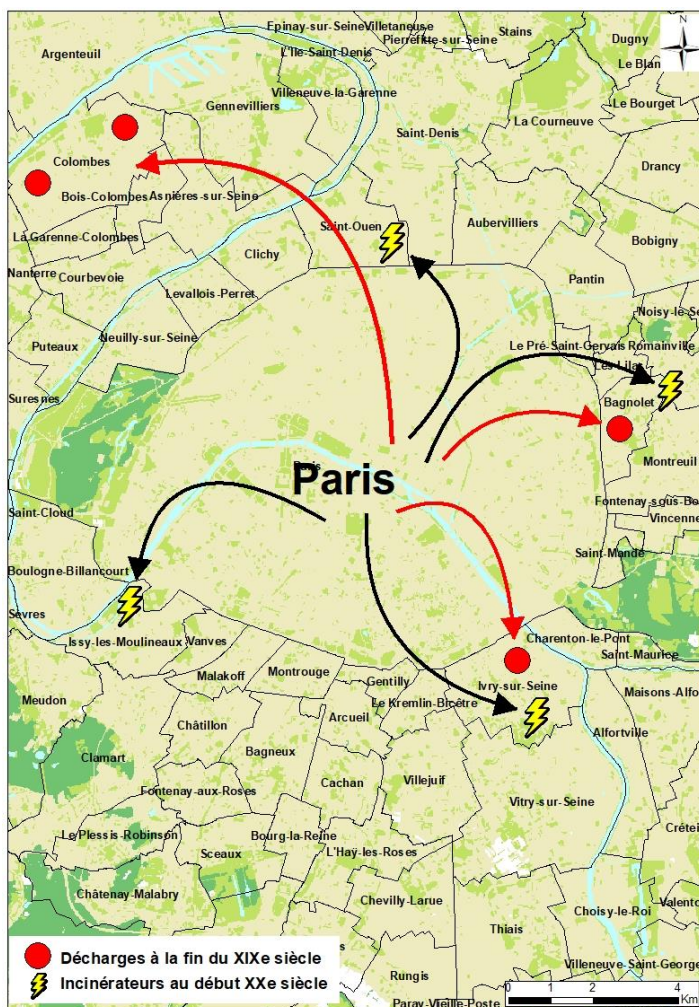 Epinay-sur-Seine
Villetaneuse
Pierrefitte-sur-Seine
Stains
Dugny
N
Argenteuil
L'Ile-Saint-Denis
Le Blan
Villeneuve-la-Garenne
Gennevilliers
Le Bourget
Saint-Denis
La Courneuve
Drancy
Colombes
Bois-Colombes
Asnières-sur-Seine
Saint-Ouen
Aubervilliers
La Garenne-Colombes
Bobigny
Clichy
Nanterre
Courbevoie
Pantin
Levallois-Perret
Noisy-le-Se
Neuilly-sur-Seine
Puteaux
Le Pré-Saint-Gervais
Romainville
Les Lilas
Suresnes
Bagnolet
Montreuil
Paris
Paris
Fontenay-sous-Bo
Saint-Cloud
Vincenne
Saint-Mandé
Boulogne-Billancourt
Sèvres
Issy-les-Moulineaux
Vanves
Charenton-le-Pont
Saint-Maurice
Malakoff
Montrouge
Gentilly
Ivry-sur-Seine
Maisons-Alfo
Meudon
Le Kremlin-Bicêtre
Châtillon
Arcueil
Alfortville
Bagneux
Clamart
Cachan
Villejuif
Fontenay-aux-Roses
Vitry-sur-Seine
Le Plessis-Robinson
Bourg-la-Reine
Crétei
Sceaux
L'Haÿ-les-Roses
Châtenay-Malabry
Chevilly-Larue
Valento
Thiais
Choisy-le-Roi
Décharges à la fin du XIXe siècle
Villeneuve-Saint-George
Incinérateurs au début XXe siècle
Rungis
Paray-Vieille-Poste
0 1 2 4
Km